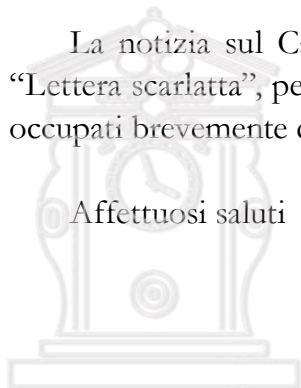 La notizia sul
“Lettera scarlatta”,
occupati brevemente
Affettuosi saluti